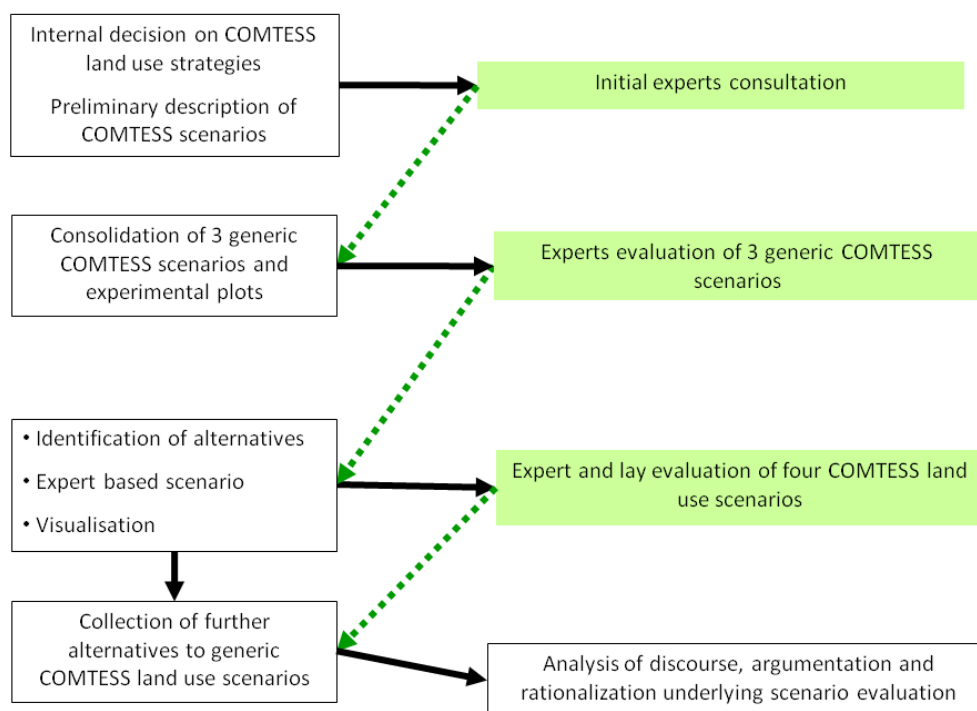 Internal decision on COMTESS
land use strategies
Preliminary description of
COMTESS scenarios
Initial experts consultation
Consolidation of 3 generic
COMTESS scenarios and
experimental plots
Experts evaluation of 3 generic COMTESS
scenarios
• Identification of alternatives
• Expert based scenario
• Visualisation
Expert and lay evaluation of four COMTESS land
use scenarios
Collection of further
alternatives to generic
COMTESS land use scenarios
Analysis of discourse, argumentation and
rationalization underlying scenario evaluation